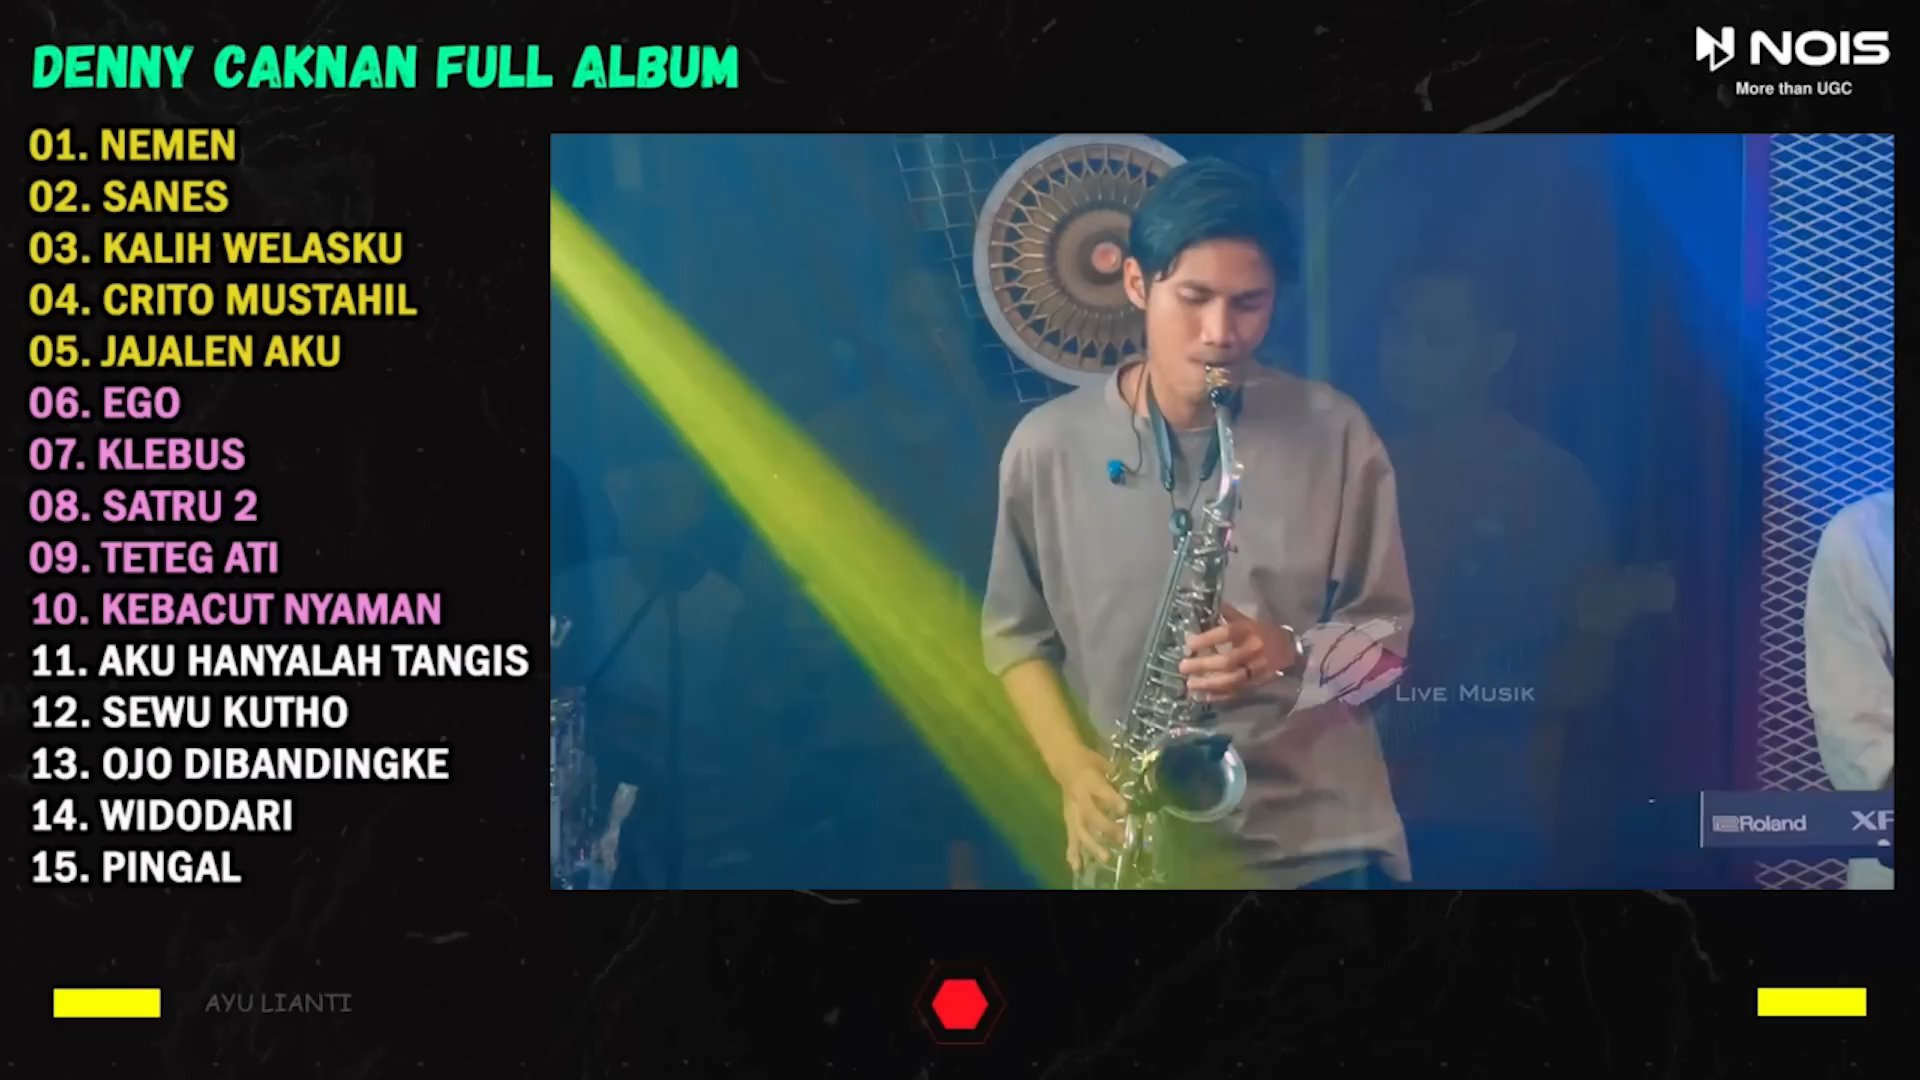 DENNY CAKNAN FULL ALBUM
NOIS
More than UGC
01. NEMEN
02. SANES
03. KALIH WELASKU
04. CRITO MUSTAHIL
05. JAJALEN AKU
06. EGO
07. KLEBUS
08. SATRU 2
09. TETEG ATI
10. KEBACUT NYAMAN
11. AKU HANYALAH TANGIS
12. SEWU KUTHO
13. OJO DIBANDINGKE
14. WIDODARI
15. PINGAL
LIVE MUSIK
Roland
AYU LIANTI